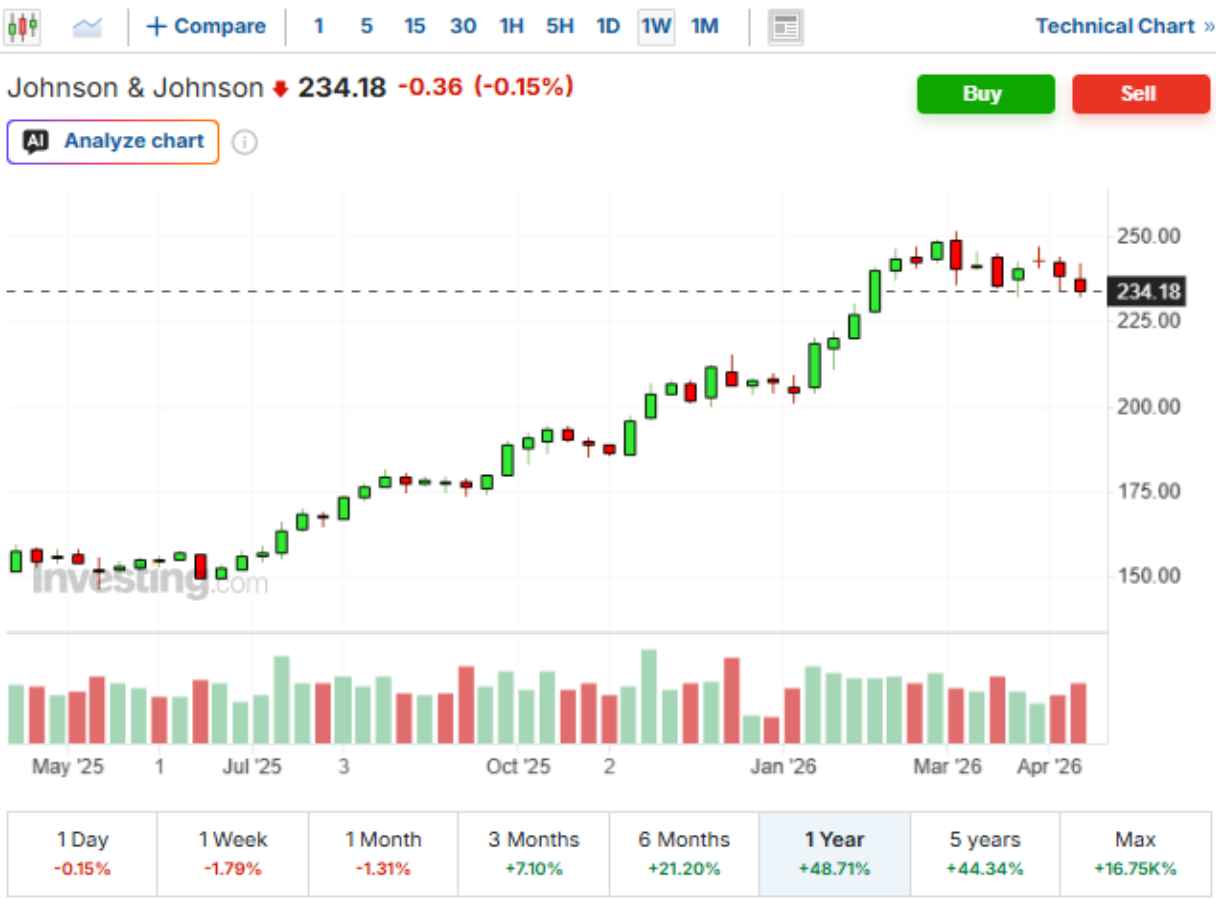 + Compare 1 5 15 30 1H 5H 1D 1W 1M Technical Chart »
Johnson & Johnson 234.18 -0.36 (-0.15%) Buy Sell
AI Analyze chart i
250.00
234.18
225.00
200.00
175.00
150.00
Investing.com
May '25 1 Jul '25 3 Oct '25 2 Jan '26 Mar '26 Apr '26
1 Day 1 Week 1 Month 3 Months 6 Months 1 Year 5 years Max
-0.15% -1.79% -1.31% +7.10% +21.20% +48.71% +44.34% +16.75K%